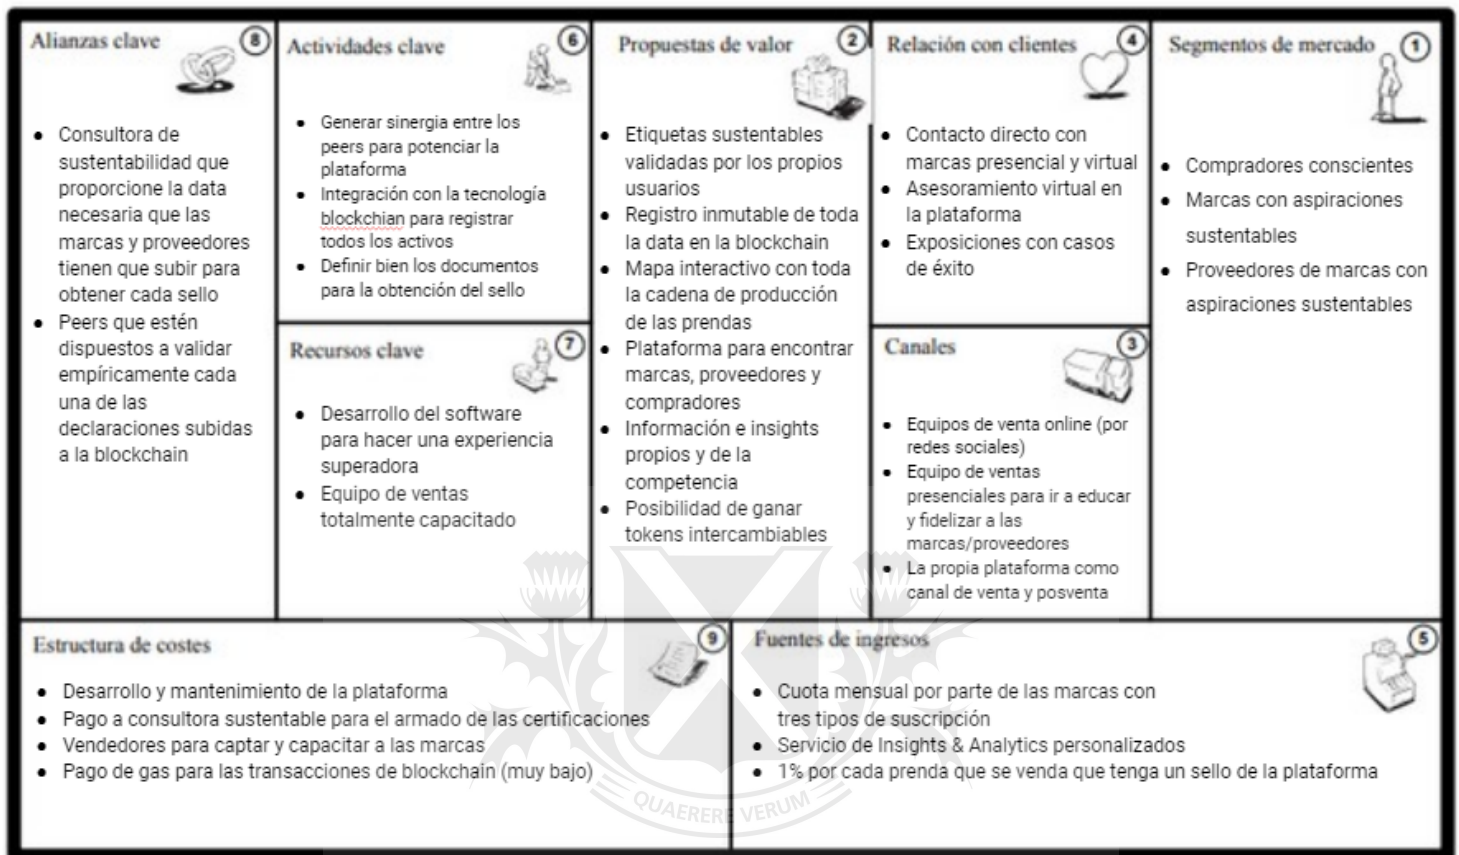 Alianzas clave
8
Consultora de
sustentabilidad que
proporcione la data
necesaria que las
marcas y proveedores
tienen que subir para
obtener cada sello
Peers que estén
dispuestos a validar
empíricamente cada
una de las
declaraciones subidas
a la blockchain
Actividades clave
6
Generar sinergia entre los
peers para potenciar la
plataforma
Integración con la tecnología
blockchian para registrar
todos los activos
Definir bien los documentos
para la obtención del sello
Recursos clave
7
Desarrollo del software
para hacer una experiencia
superadora
Equipo de ventas
totalmente capacitado
Propuestas de valor
2
Etiquetas sustentables
validadas por los propios
usuarios
Registro inmutable de toda
la data en la blockchain
Mapa interactivo con toda
la cadena de producción
de las prendas
Plataforma para encontrar
marcas, proveedores y
compradores
Información e insights
propios y de la
competencia
Posibilidad de ganar
tokens intercambiables
Relación con clientes
4
Contacto directo con
marcas presencial y virtual
Asesoramiento virtual en
la plataforma
Exposiciones con casos
de éxito
Canales
3
Equipos de venta online (por
redes sociales)
Equipo de ventas
presenciales para ir a educar
y fidelizar a las
marcas/proveedores
La propia plataforma como
canal de venta y posventa
Segmentos de mercado
1
Compradores conscientes
Marcas con aspiraciones
sustentables
Proveedores de marcas con
aspiraciones sustentables
Estructura de costes
9
Desarrollo y mantenimiento de la plataforma
Pago a consultora sustentable para el armado de las certificaciones
Vendedores para captar y capacitar a las marcas
Pago de gas para las transacciones de blockchain (muy bajo)
Fuentes de ingresos
5
Cuota mensual por parte de las marcas con
tres tipos de suscripción
Servicio de Insights & Analytics personalizados
1% por cada prenda que se venda que tenga un sello de la plataforma
QUAERERE VERUM